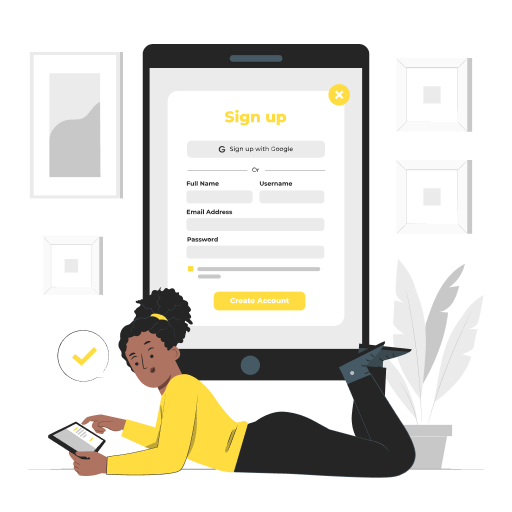 Sign up
G Sign up with Google
Or
Full Name Username
Email Address
Password
Create Account